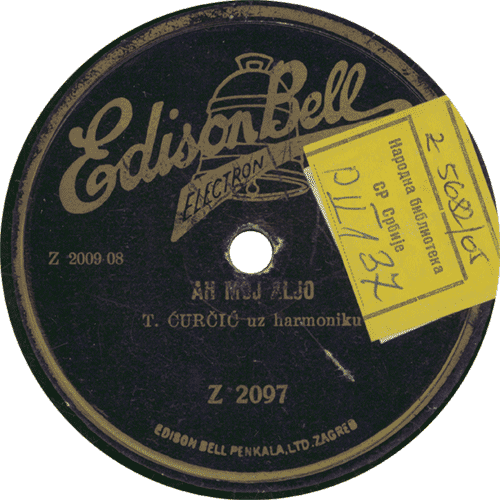 Edison Bell
ELECTRON
Z 2009-08
AH MOJ ALJO
T. ĆURČIĆ uz harmoniku
Z 2097
EDISON BELL PENKALA, LTD. ZAGREB
Народна библиотека
СР Србије